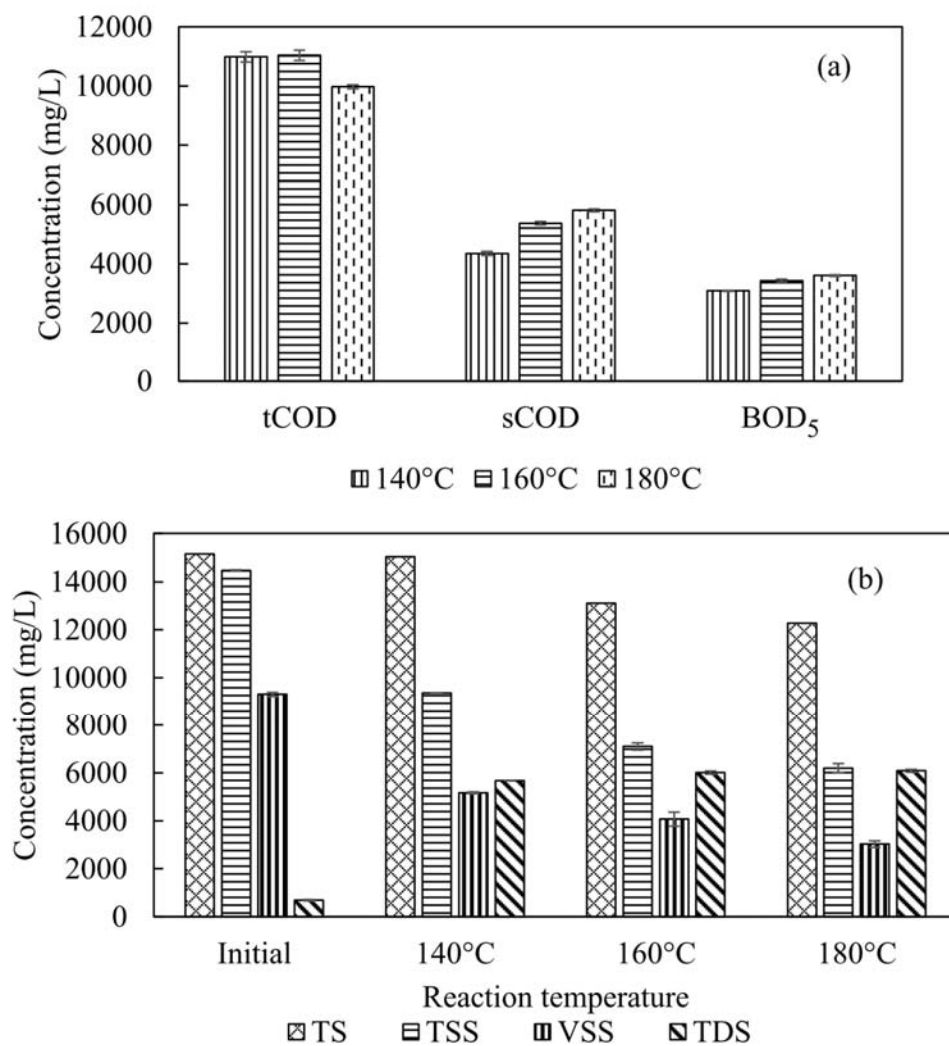 12000
(a)
10000
8000
6000
4000
2000
0
Concentration (mg/L)
tCOD sCOD BOD5
140°C 160°C 180°C
16000
(b)
14000
12000
10000
8000
6000
4000
2000
0
Concentration (mg/L)
Initial 140°C 160°C 180°C
Reaction temperature
TS TSS VSS TDS